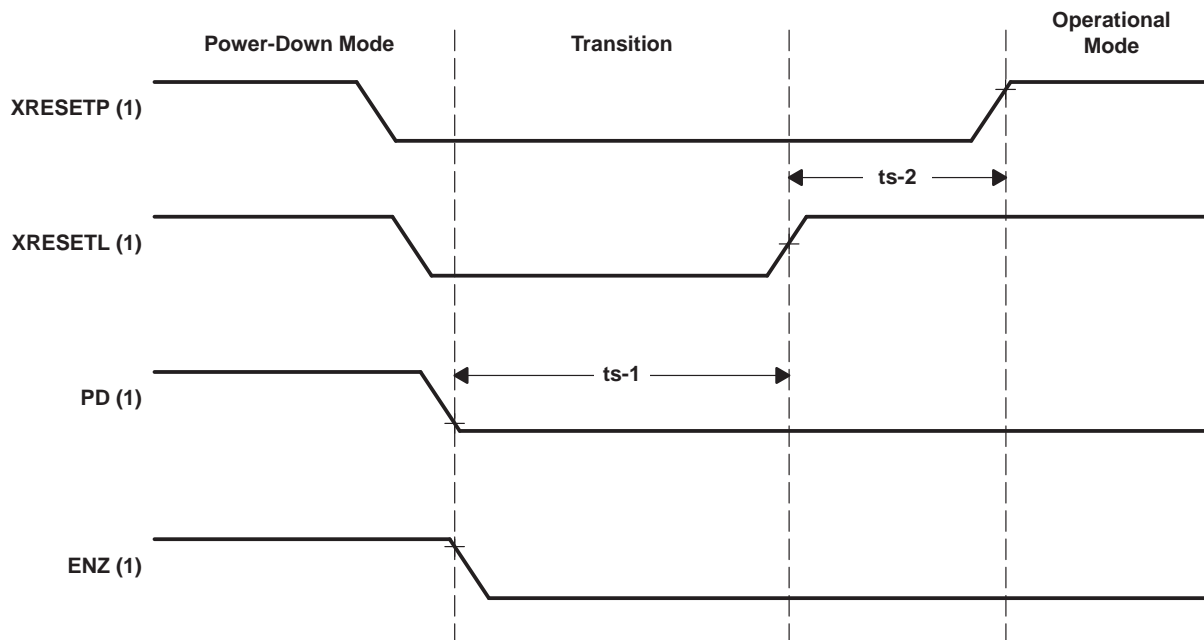 Power-Down Mode
Transition
Operational
Mode
XRESETP (1)
ts-2
XRESETL (1)
ts-1
PD (1)
ENZ (1)